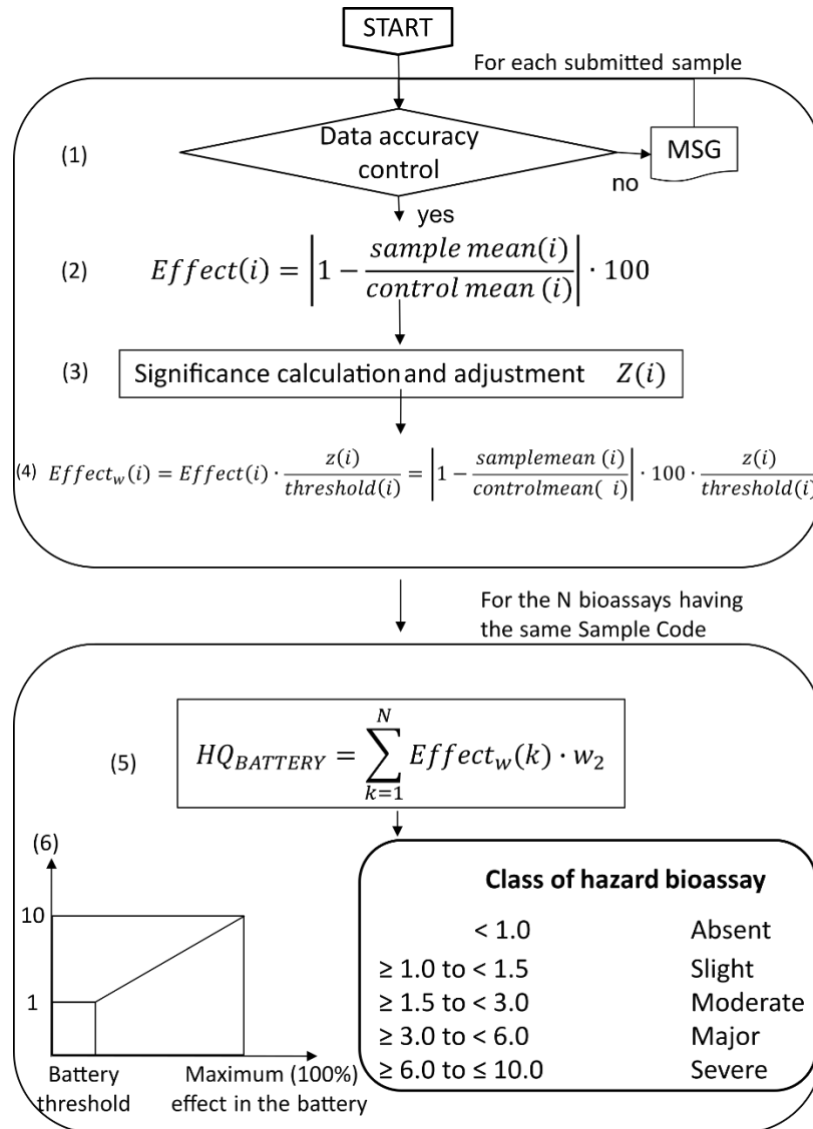 START
For each submitted sample
(1)
Data accuracy
control
MSG
no
yes
(2) Effect(i) = |1 − sample mean(i) / control mean (i)| · 100
(3) Significance calculation and adjustment Z(i)
(4) Effect_w(i) = Effect(i) · z(i) / threshold(i) = |1 − samplemean (i) / controlmean( i)| · 100 · z(i) / threshold(i)
For the N bioassays having
the same Sample Code
(5) HQ_BATTERY = ∑_{k=1}^{N} Effect_w(k) · w_2
(6)
10
1
Battery
threshold
Maximum (100%)
effect in the battery
Class of hazard bioassay
< 1.0 Absent
≥ 1.0 to < 1.5 Slight
≥ 1.5 to < 3.0 Moderate
≥ 3.0 to < 6.0 Major
≥ 6.0 to ≤ 10.0 Severe